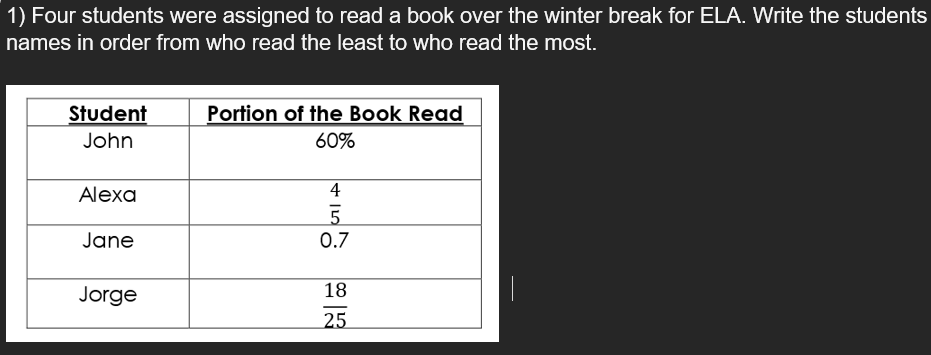 1) Four students were assigned to read a book over the winter break for ELA. Write the students
names in order from who read the least to who read the most.
Student Portion of the Book Read
John 60%
Alexa 4/5
Jane 0.7
Jorge 18/25